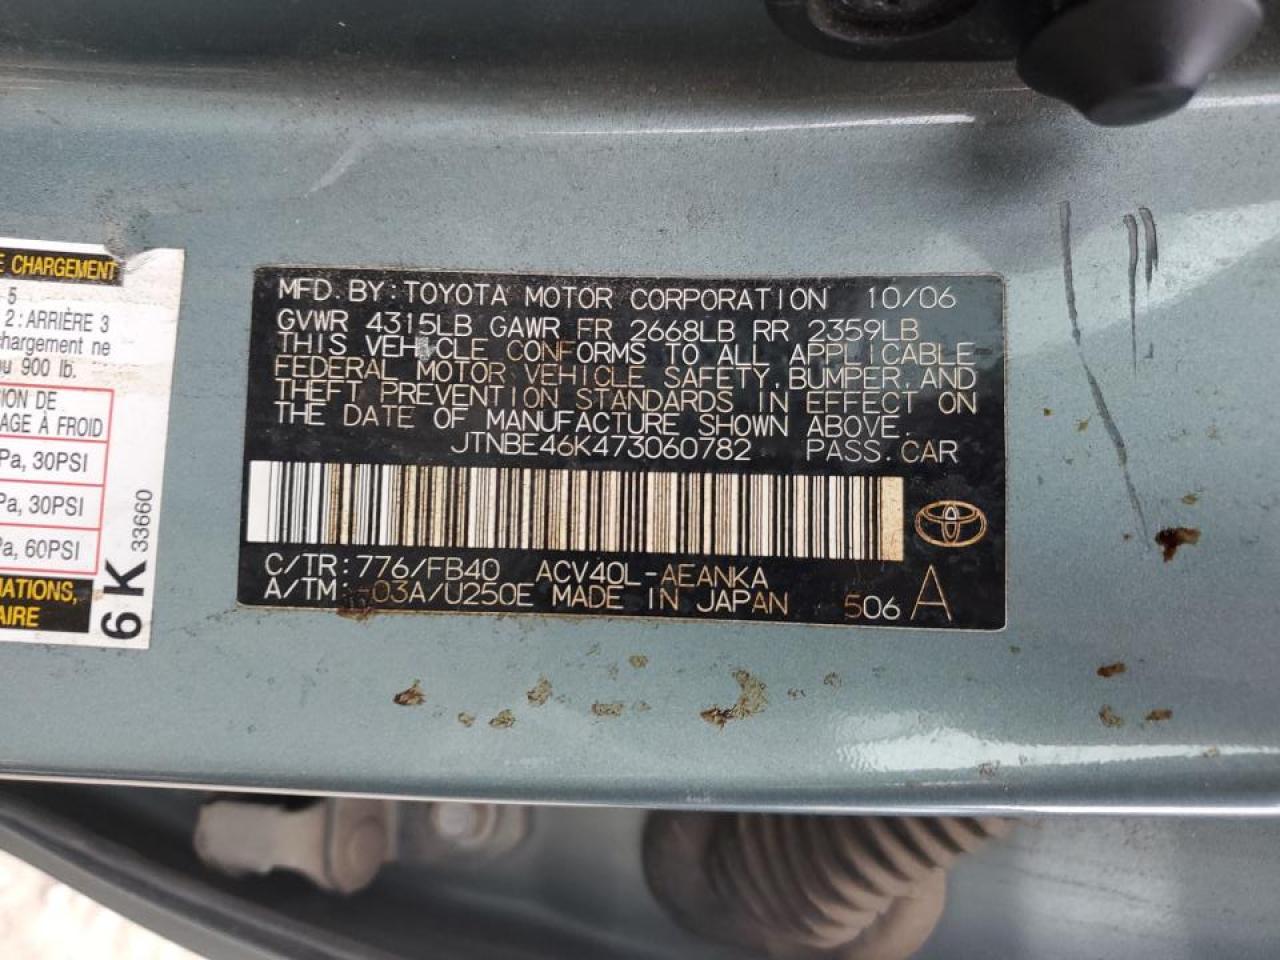 E CHARGEMENT
5
2 : ARRIÈRE 3
chargement ne
ou 900 lb.
ION DE
AGE À FROID
Pa, 30PSI
Pa, 30PSI
Pa, 60PSI
ATIONS,
AIRE
6K 33660
MFD. BY: TOYOTA MOTOR CORPORATION 10/06
GVWR 4315LB GAWR FR 2668LB RR 2359LB
THIS VEHICLE CONFORMS TO ALL APPLICABLE
FEDERAL MOTOR VEHICLE SAFETY, BUMPER, AND
THEFT PREVENTION STANDARDS IN EFFECT ON
THE DATE OF MANUFACTURE SHOWN ABOVE.
JTNBE46K473060782 PASS. CAR
C/TR: 776/FB40 ACV40L-AEANKA
A/TM: -03A/U250E MADE IN JAPAN 506 A